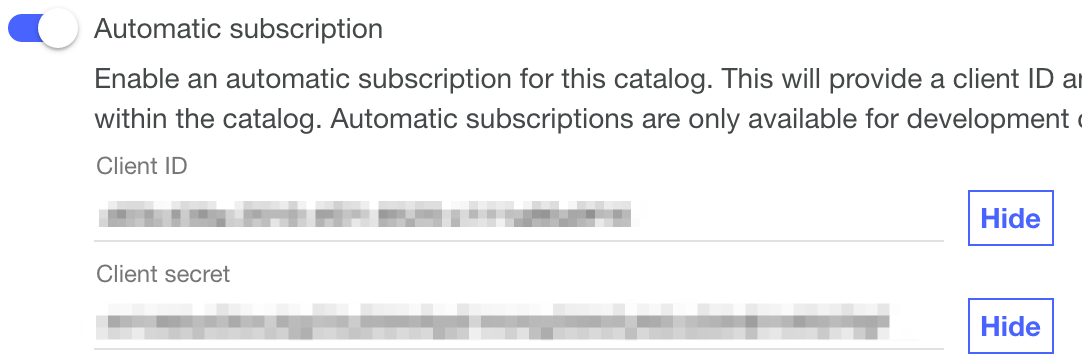 Automatic subscription
Enable an automatic subscription for this catalog. This will provide a client ID
within the catalog. Automatic subscriptions are only available for development
Client ID
Hide
Client secret
Hide